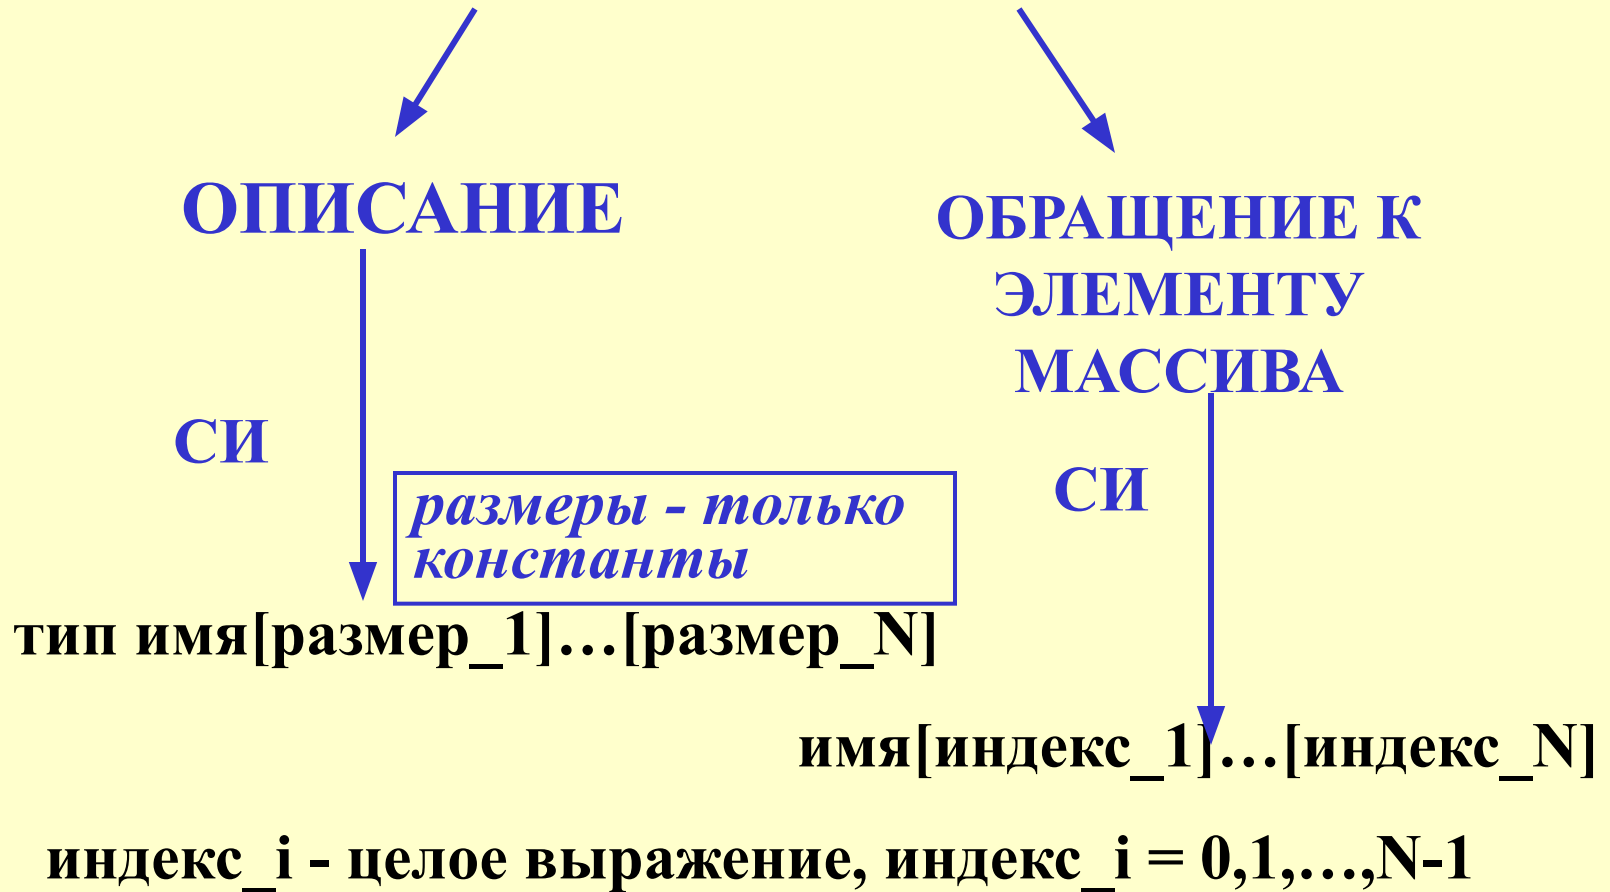 ОПИСАНИЕ
ОБРАЩЕНИЕ К
ЭЛЕМЕНТУ
МАССИВА
СИ
СИ
размеры - только
константы
тип имя[размер_1]…[размер_N]
имя[индекс_1]…[индекс_N]
индекс_i - целое выражение, индекс_i = 0,1,…,N-1